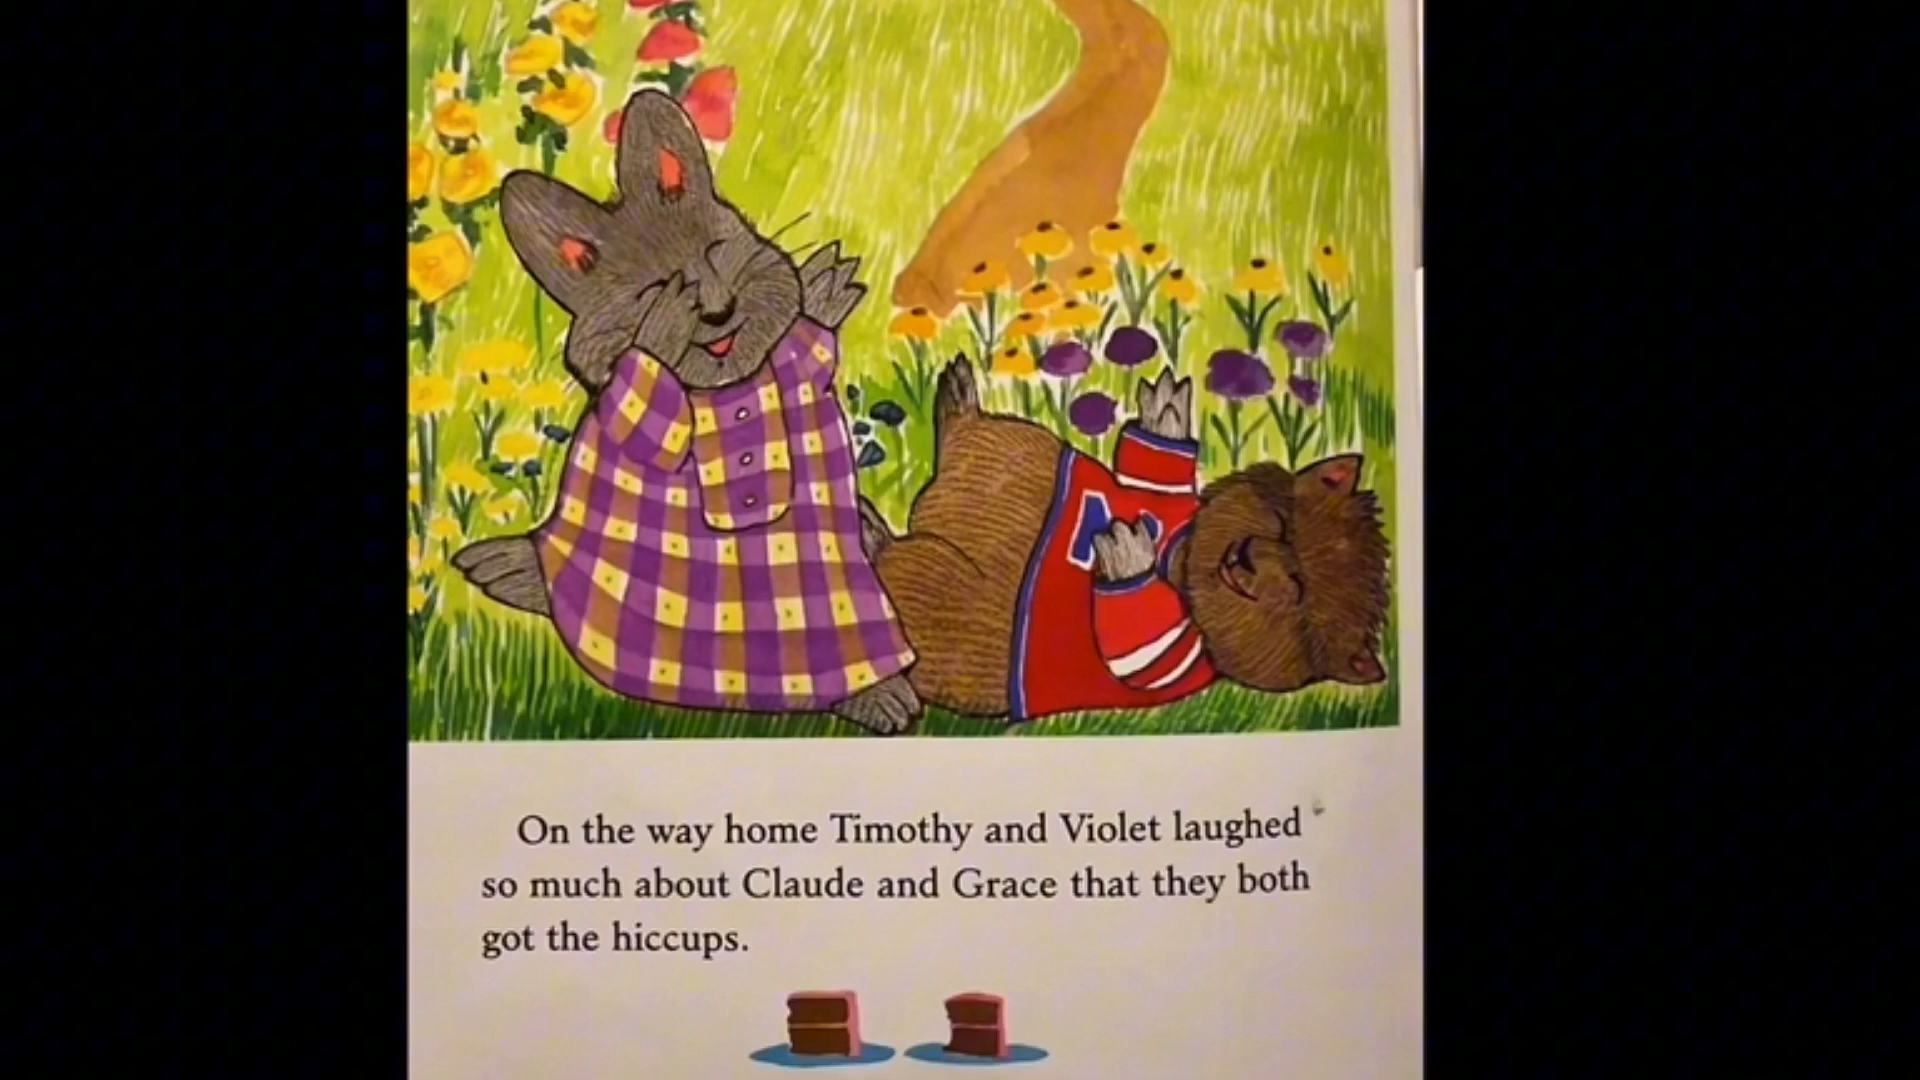 N
On the way home Timothy and Violet laughed
so much about Claude and Grace that they both
got the hiccups.